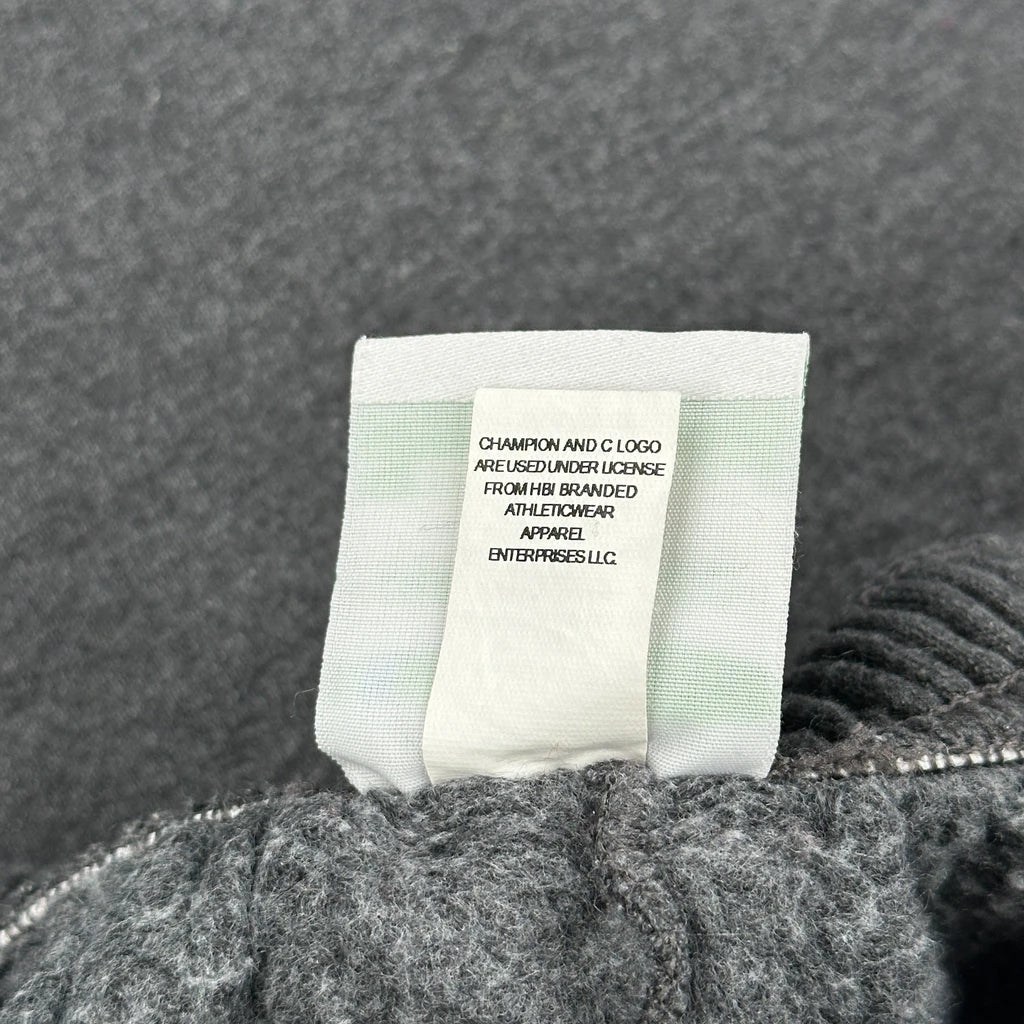 CHAMPION AND C LOGO
ARE USED UNDER LICENSE
FROM HBI BRANDED
ATHLETICWEAR
APPAREL
ENTERPRISES LLC.